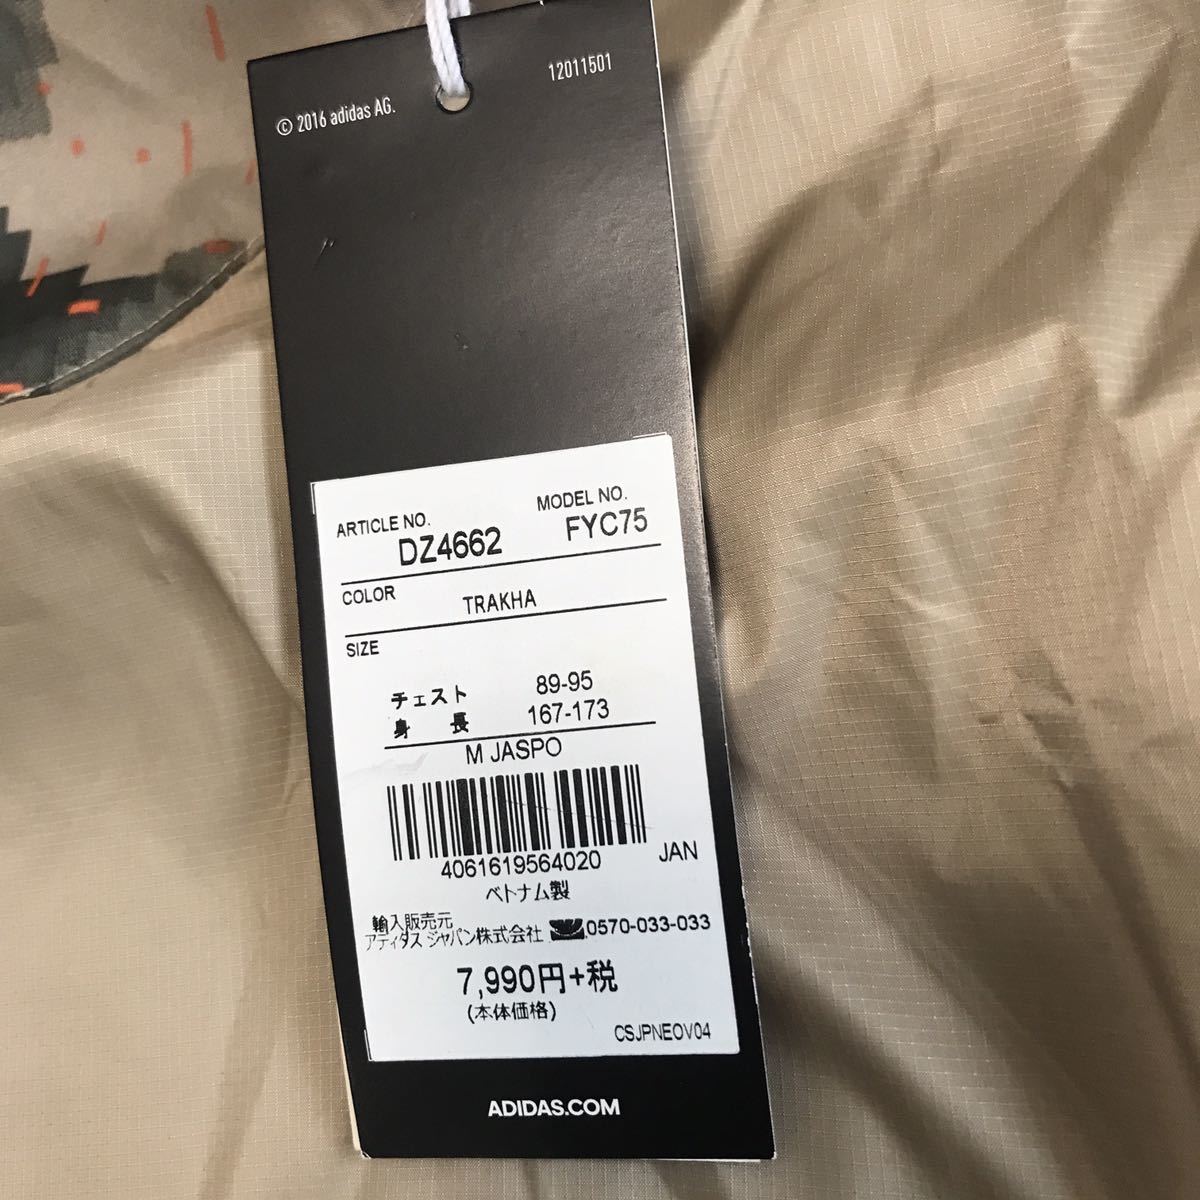 © 2016 adidas AG.
12011501
ARTICLE NO. MODEL NO.
DZ4662 FYC75
COLOR TRAKHA
SIZE
チェスト 89-95
身長 167-173
M JASPO
4061619564020 JAN
ベトナム製
輸入販売元
アディダス ジャパン株式会社 0570-033-033
7,990円+税
(本体価格)
CSJPNEOV04
ADIDAS.COM